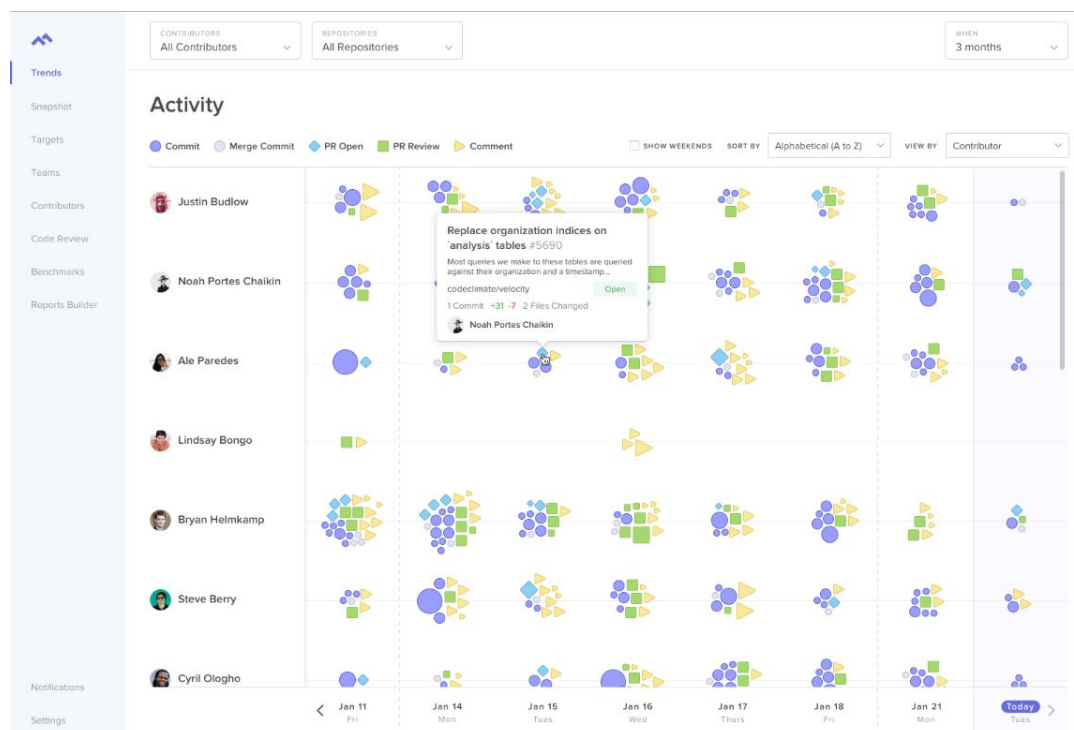 CONTRIBUTORS
All Contributors
REPOSITORIES
All Repositories
WHEN
3 months
Trends
Snapshot
Targets
Teams
Contributors
Code Review
Benchmarks
Reports Builder
Notifications
Settings
Activity
Commit
Merge Commit
PR Open
PR Review
Comment
SHOW WEEKENDS
SORT BY
Alphabetical (A to Z)
VIEW BY
Contributor
Justin Budlow
Noah Portes Chaikin
Ale Paredes
Lindsay Bongo
Bryan Helmkamp
Steve Berry
Cyril Ologho
Replace organization indices on
`analysis` tables #5690
Most queries we make to these tables are queried
against their organization and a timestamp...
codeclimate/velocity
Open
1 Commit +31 -7 2 Files Changed
Noah Portes Chaikin
Jan 11
Fri
Jan 14
Mon
Jan 15
Tues
Jan 16
Wed
Jan 17
Thurs
Jan 18
Fri
Jan 21
Mon
Today
Tues